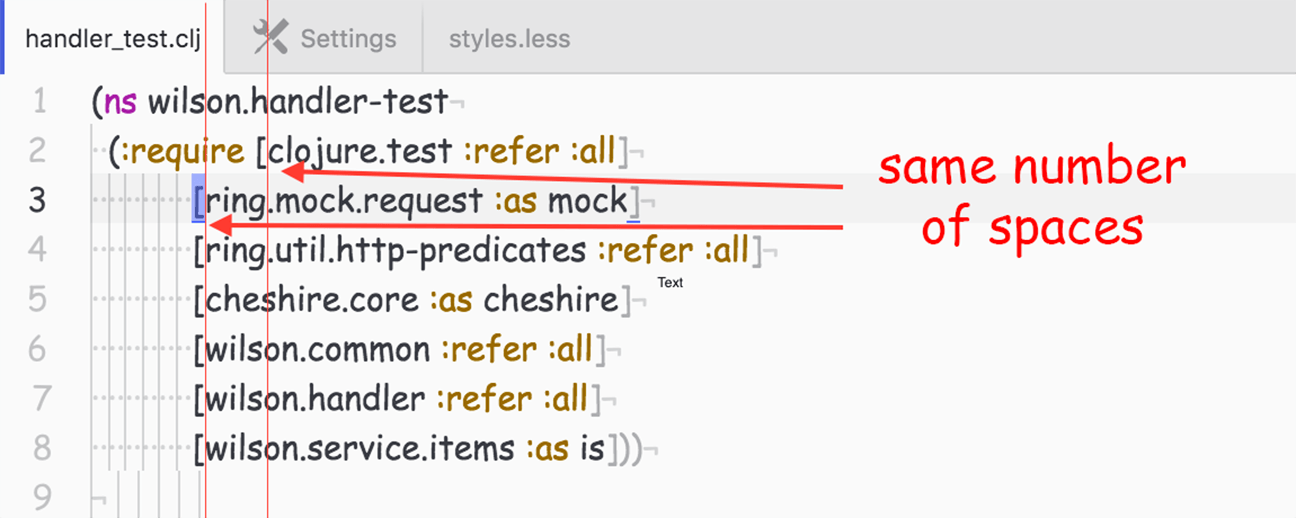 handler_test.clj Settings styles.less
1 (ns wilson.handler-test¬
2 (:require [clojure.test :refer :all]¬
same number
3 [ring.mock.request :as mock]¬
of spaces
4 [ring.util.http-predicates :refer :all]¬
Text
5 [cheshire.core :as cheshire]¬
6 [wilson.common :refer :all]¬
7 [wilson.handler :refer :all]¬
8 [wilson.service.items :as is]))¬
9 ¬